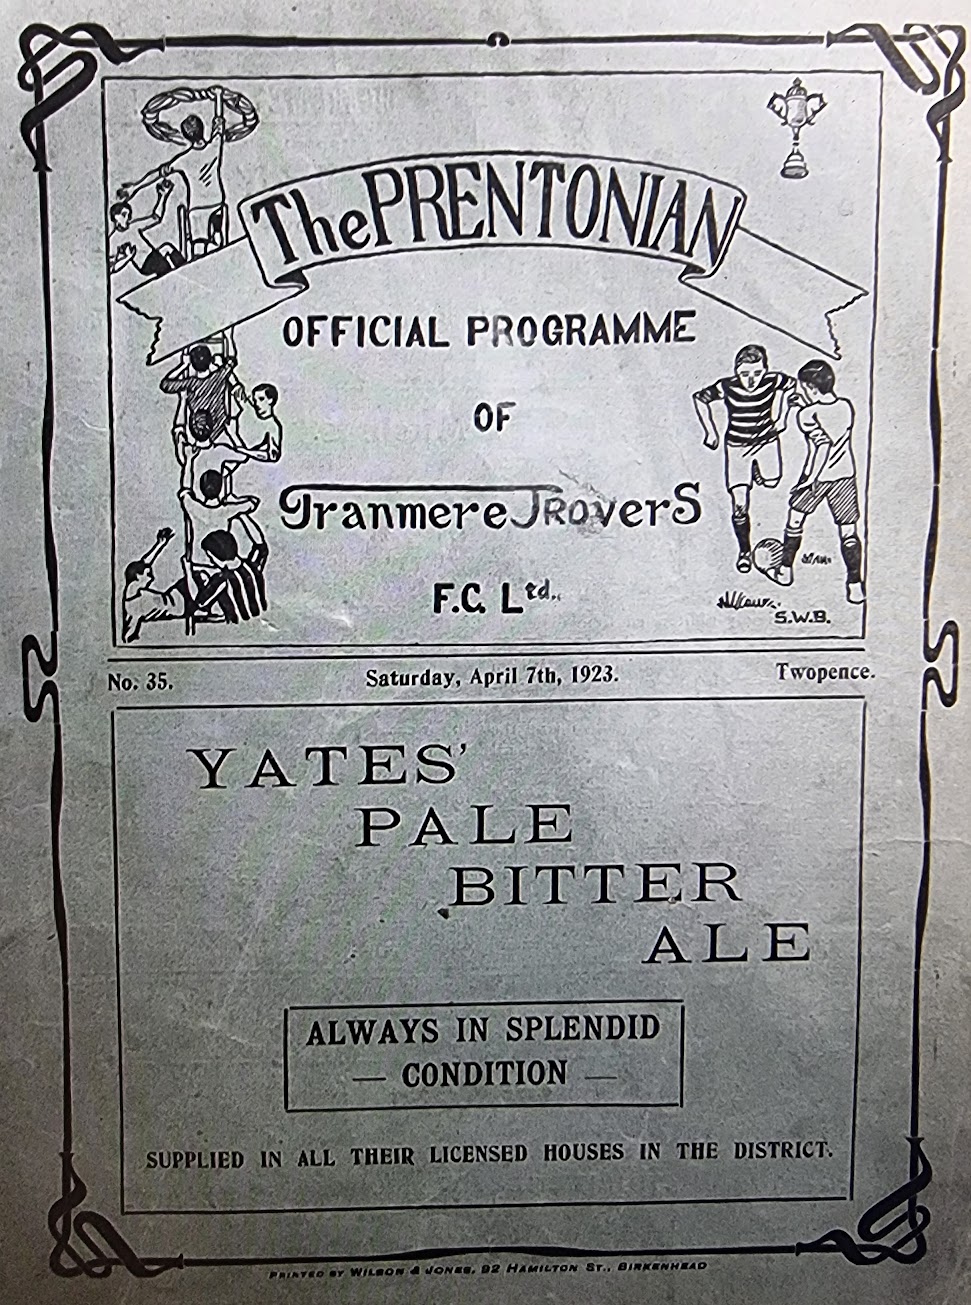 The PRENTONIAN
OFFICIAL PROGRAMME
OF
Tranmere Rovers
F.C. Ltd.
S.W.B.
No. 35. Saturday, April 7th, 1923. Twopence.
YATES'
PALE
BITTER
ALE
ALWAYS IN SPLENDID
— CONDITION —
SUPPLIED IN ALL THEIR LICENSED HOUSES IN THE DISTRICT.
PRINTED BY WILSON & JONES, 92 HAMILTON ST., BIRKENHEAD